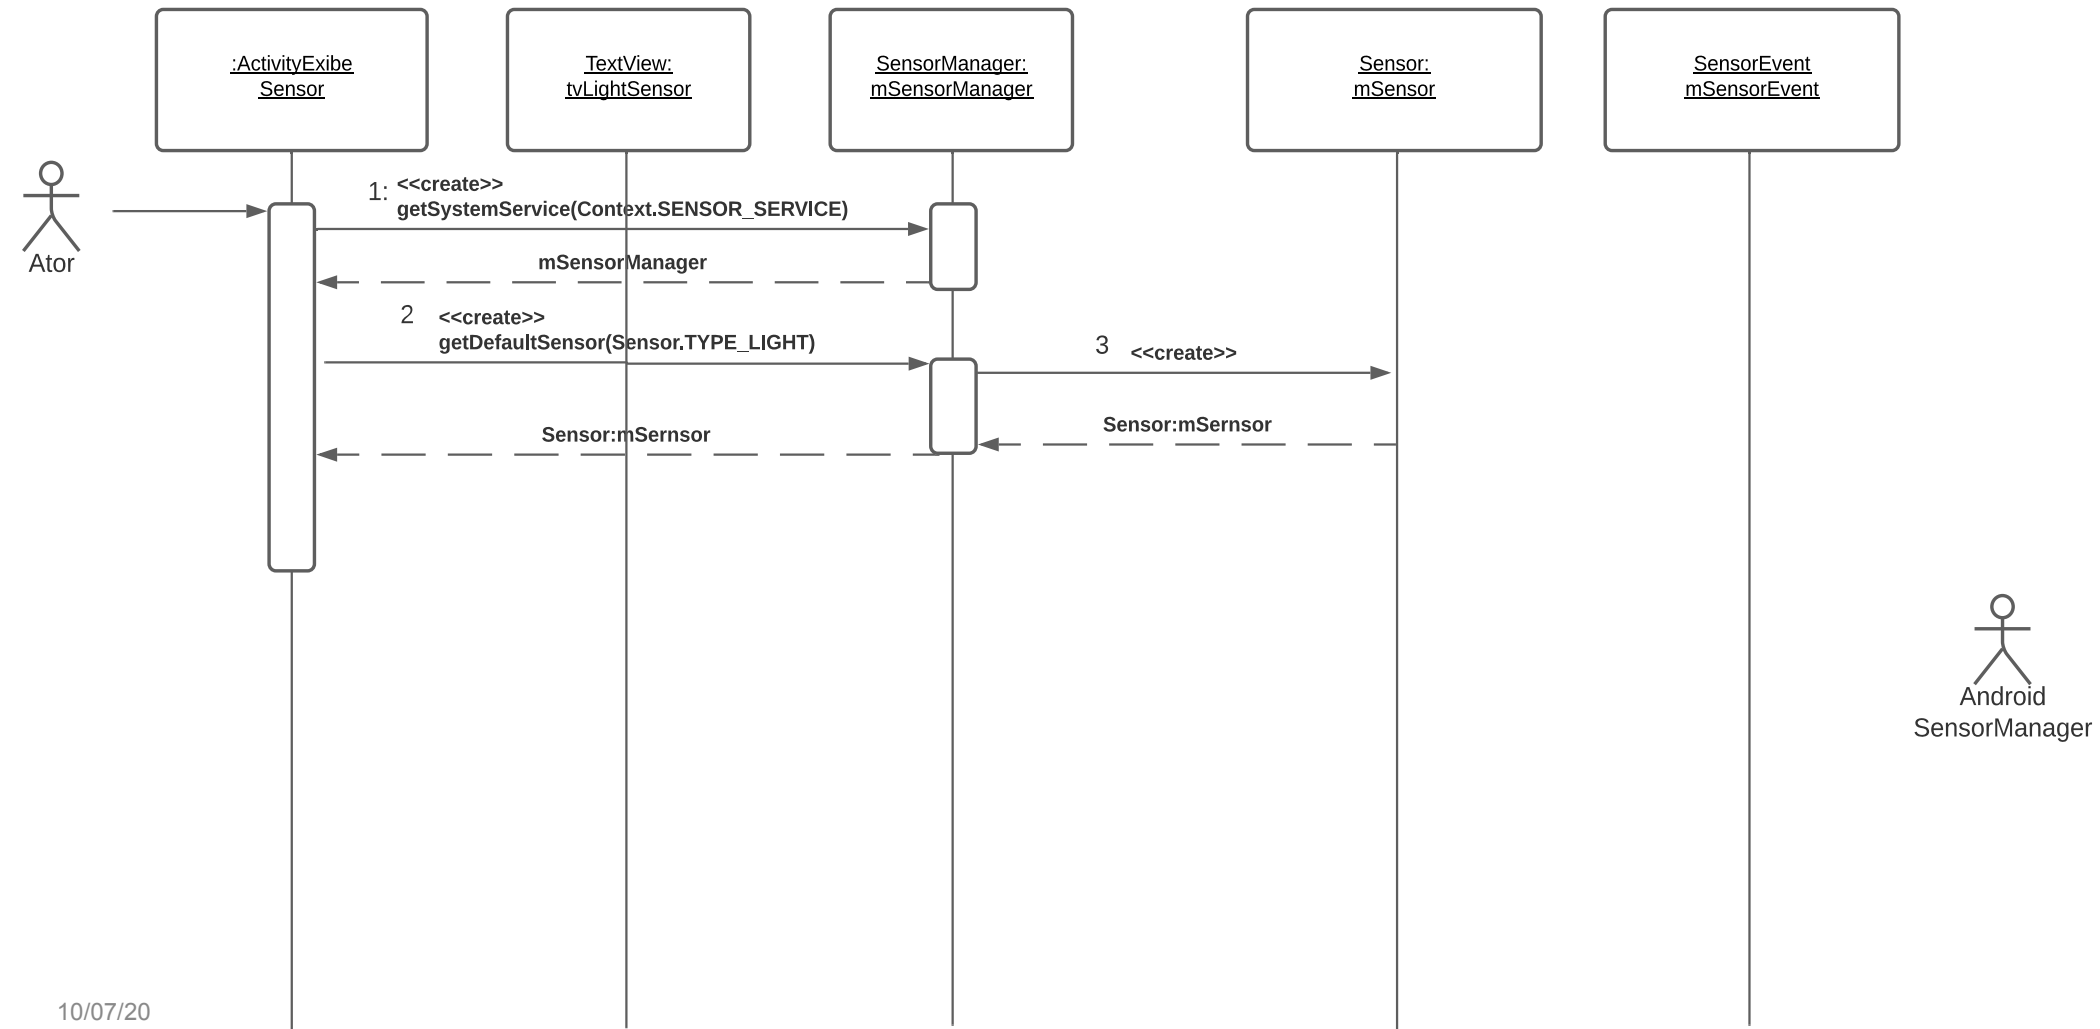 :ActivityExibe
Sensor
TextView:
tvLightSensor
SensorManager:
mSensorManager
Sensor:
mSensor
SensorEvent
mSensorEvent
Ator
1:
<<create>>
getSystemService(Context.SENSOR_SERVICE)
mSensorManager
2
<<create>>
getDefaultSensor(Sensor.TYPE_LIGHT)
3
<<create>>
Sensor:mSernsor
Sensor:mSernsor
Android
SensorManager
10/07/20